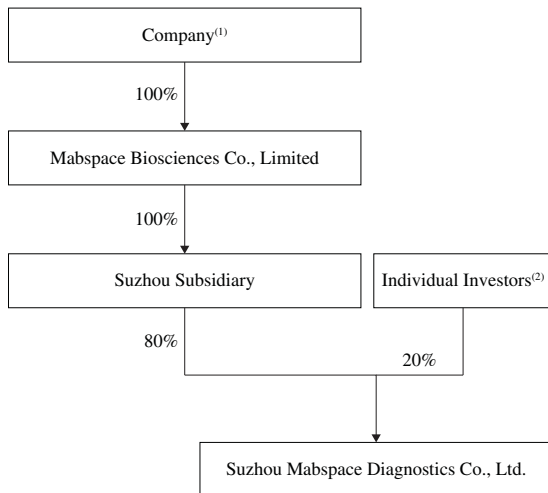 Company(1)
100%
Mabspace Biosciences Co., Limited
100%
Suzhou Subsidiary
Individual Investors(2)
80%
20%
Suzhou Mabspace Diagnostics Co., Ltd.